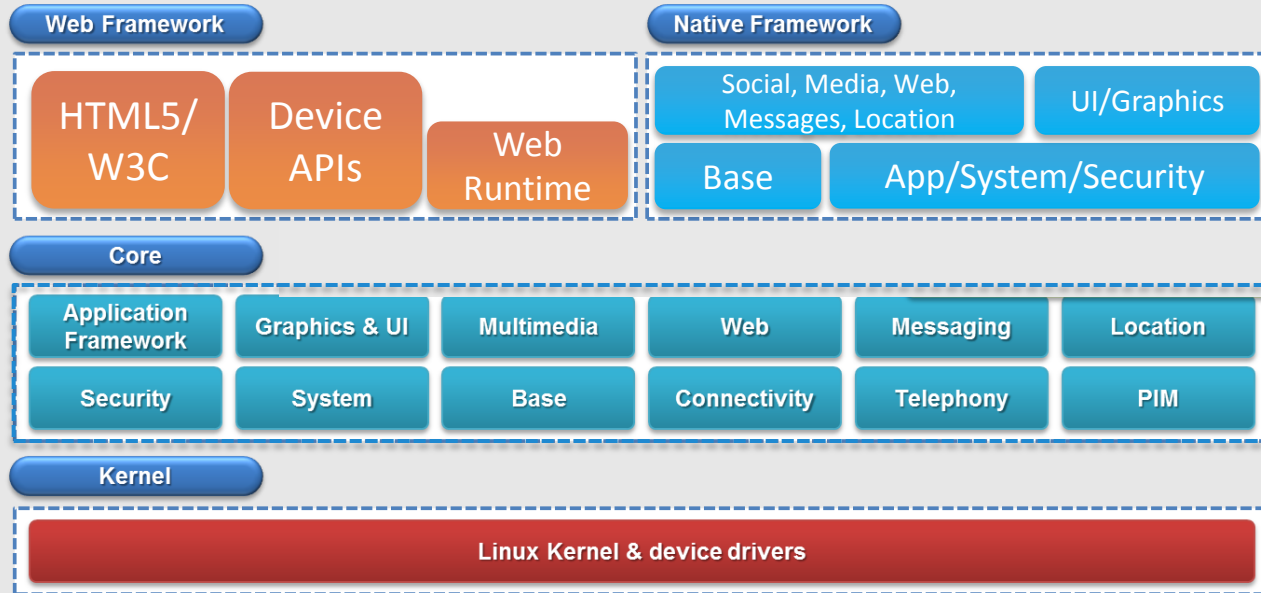 Web Framework
Native Framework
HTML5/
W3C
Device
APIs
Web
Runtime
Social, Media, Web,
Messages, Location
UI/Graphics
Base
App/System/Security
Core
Application
Framework
Graphics & UI
Multimedia
Web
Messaging
Location
Security
System
Base
Connectivity
Telephony
PIM
Kernel
Linux Kernel & device drivers